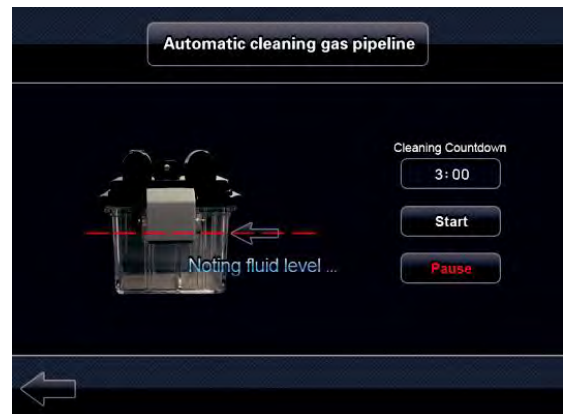 Automatic cleaning gas pipeline
Cleaning Countdown
3:00
Start
Noting fluid level ...
Pause